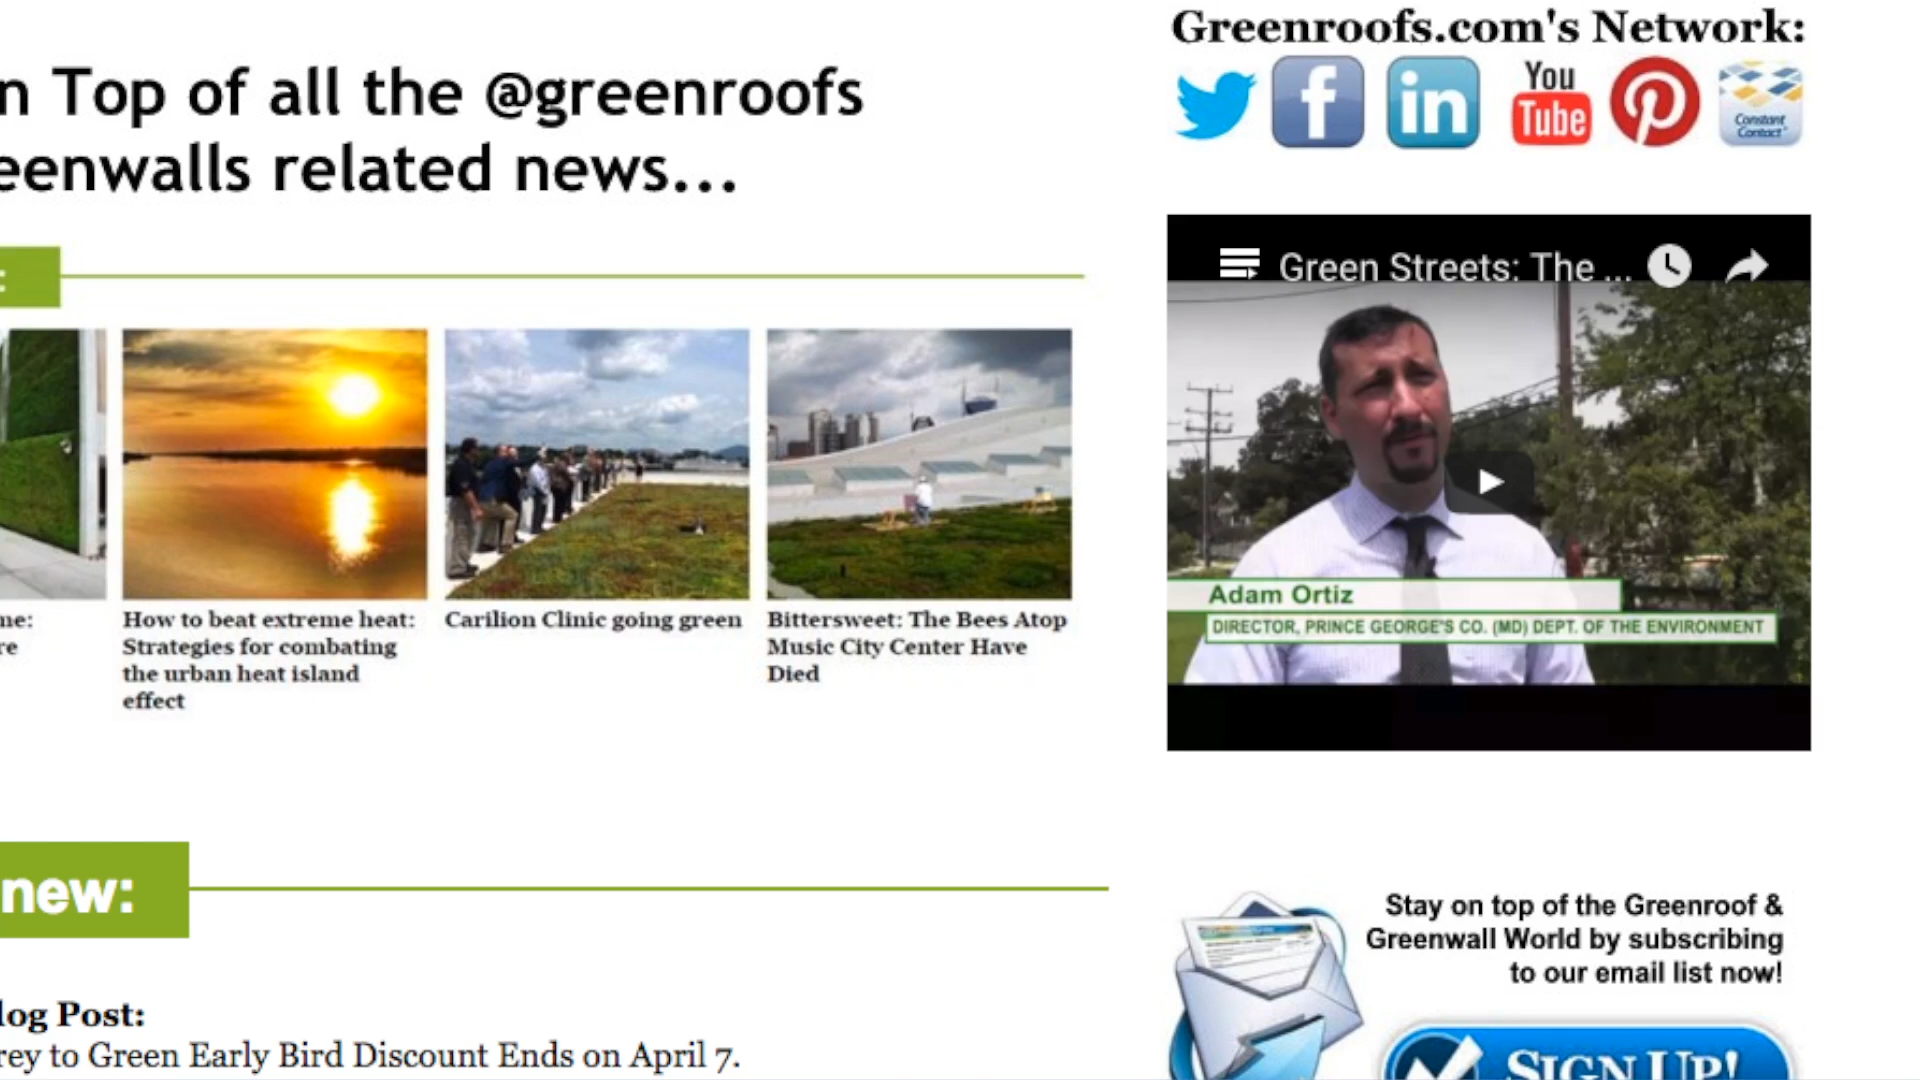 n Top of all the @greenroofs
eenwalls related news...
:
me:
re
How to beat extreme heat:
Strategies for combating
the urban heat island
effect
Carilion Clinic going green
Bittersweet: The Bees Atop
Music City Center Have
Died
new:
log Post:
rey to Green Early Bird Discount Ends on April 7.
Greenroofs.com's Network:
f
in
You
Tube
Constant
Contact
Green Streets: The ...
Adam Ortiz
DIRECTOR, PRINCE GEORGE'S CO. (MD) DEPT. OF THE ENVIRONMENT
Stay on top of the Greenroof &
Greenwall World by subscribing
to our email list now!
SIGN UP!